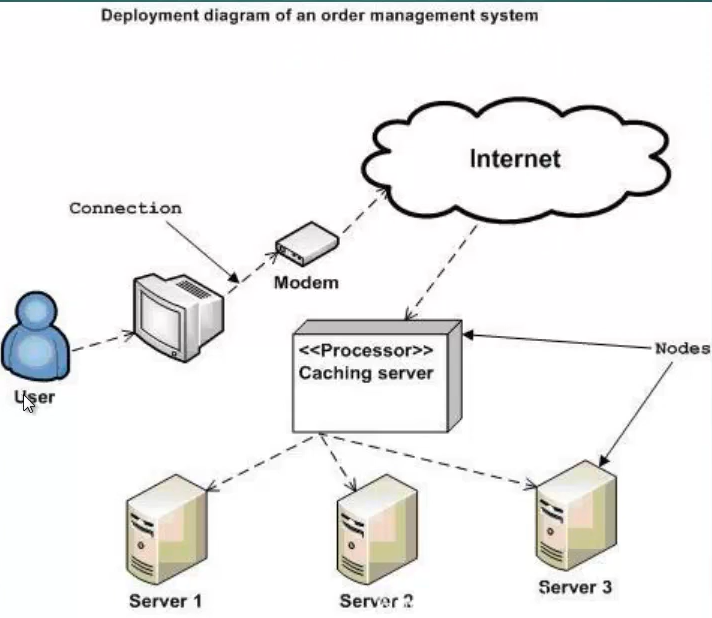 Deployment diagram of an order management system
Internet
Connection
Modem
<<Processor>>
Caching server
Nodes
User
Server 1
Server 2
Server 3